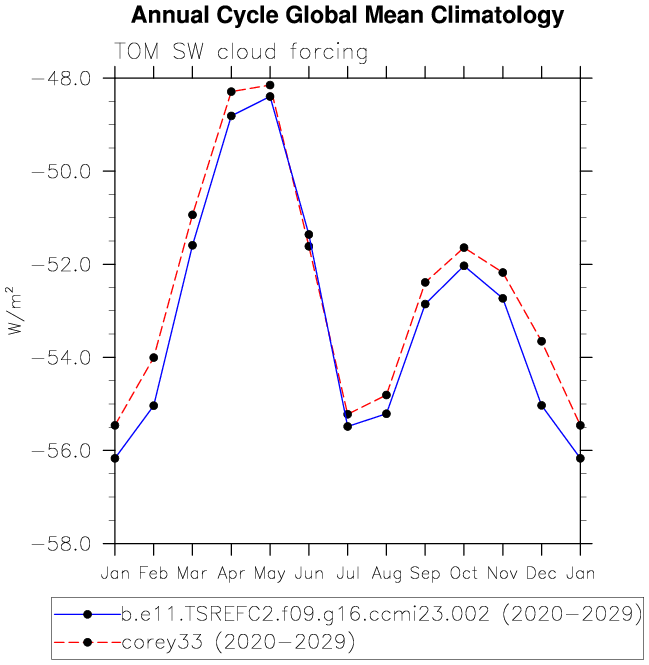 Annual Cycle Global Mean Climatology
TOM SW cloud forcing
−48.0
−50.0
−52.0
−54.0
−56.0
−58.0
W/m²
Jan Feb Mar Apr May Jun Jul Aug Sep Oct Nov Dec Jan
b.e11.TSREFC2.f09.g16.ccmi23.002 (2020−2029)
corey33 (2020−2029)